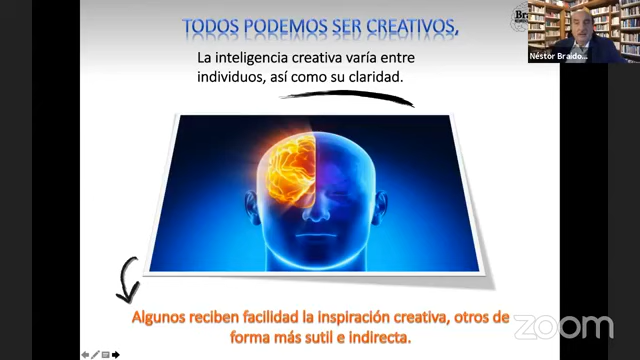 TODOS PODEMOS SER CREATIVOS,
La inteligencia creativa varía entre
individuos, así como su claridad.
Néstor Braido...
Algunos reciben facilidad la inspiración creativa, otros de
forma más sutil e indirecta.
zoom